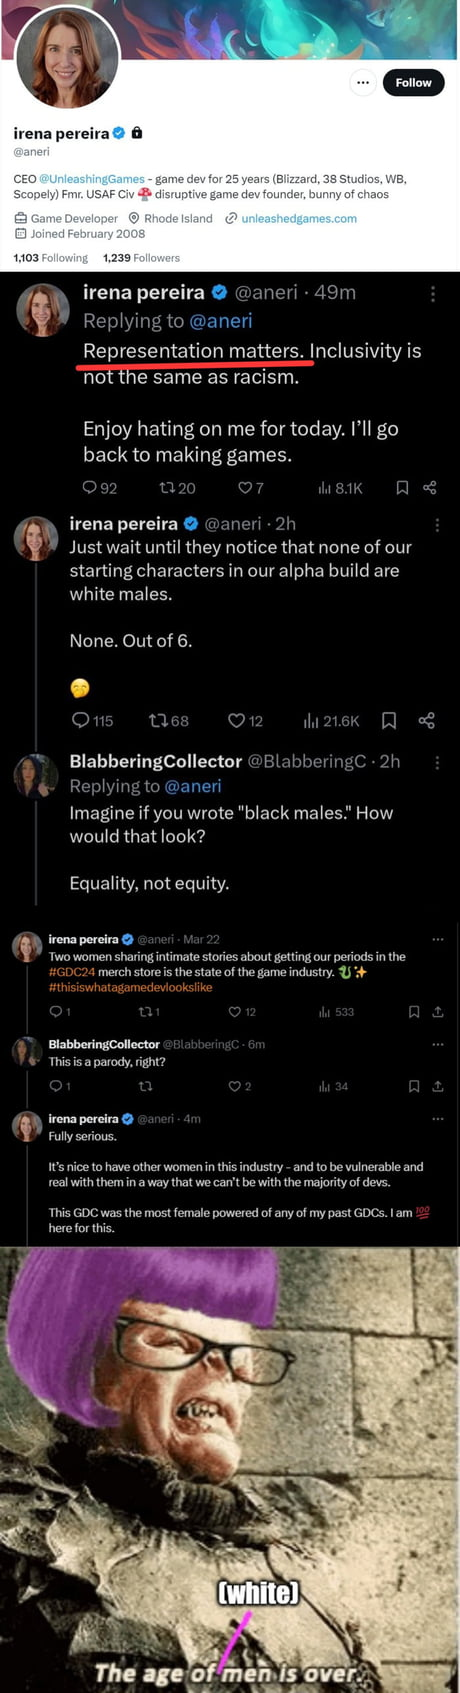 Follow
irena pereira
@aneri
CEO @UnleashingGames - game dev for 25 years (Blizzard, 38 Studios, WB,
Scopely) Fmr. USAF Civ 🍄 disruptive game dev founder, bunny of chaos
Game Developer Rhode Island unleashedgames.com
Joined February 2008
1,103 Following 1,239 Followers
irena pereira @aneri · 49m
Replying to @aneri
Representation matters. Inclusivity is
not the same as racism.
Enjoy hating on me for today. I'll go
back to making games.
92 20 7 8.1K
irena pereira @aneri · 2h
Just wait until they notice that none of our
starting characters in our alpha build are
white males.
None. Out of 6.
🤭
115 68 12 21.6K
BlabberingCollector @BlabberingC · 2h
Replying to @aneri
Imagine if you wrote "black males." How
would that look?
Equality, not equity.
irena pereira @aneri · Mar 22
Two women sharing intimate stories about getting our periods in the
#GDC24 merch store is the state of the game industry. 🐉✨
#thisiswhatagamedevlookslike
1 1 12 533
BlabberingCollector @BlabberingC · 6m
This is a parody, right?
1 2 34
irena pereira @aneri · 4m
Fully serious.
It's nice to have other women in this industry – and to be vulnerable and
real with them in a way that we can't be with the majority of devs.
This GDC was the most female powered of any of my past GDCs. I am 💯
here for this.
(white)
The age of men is over.